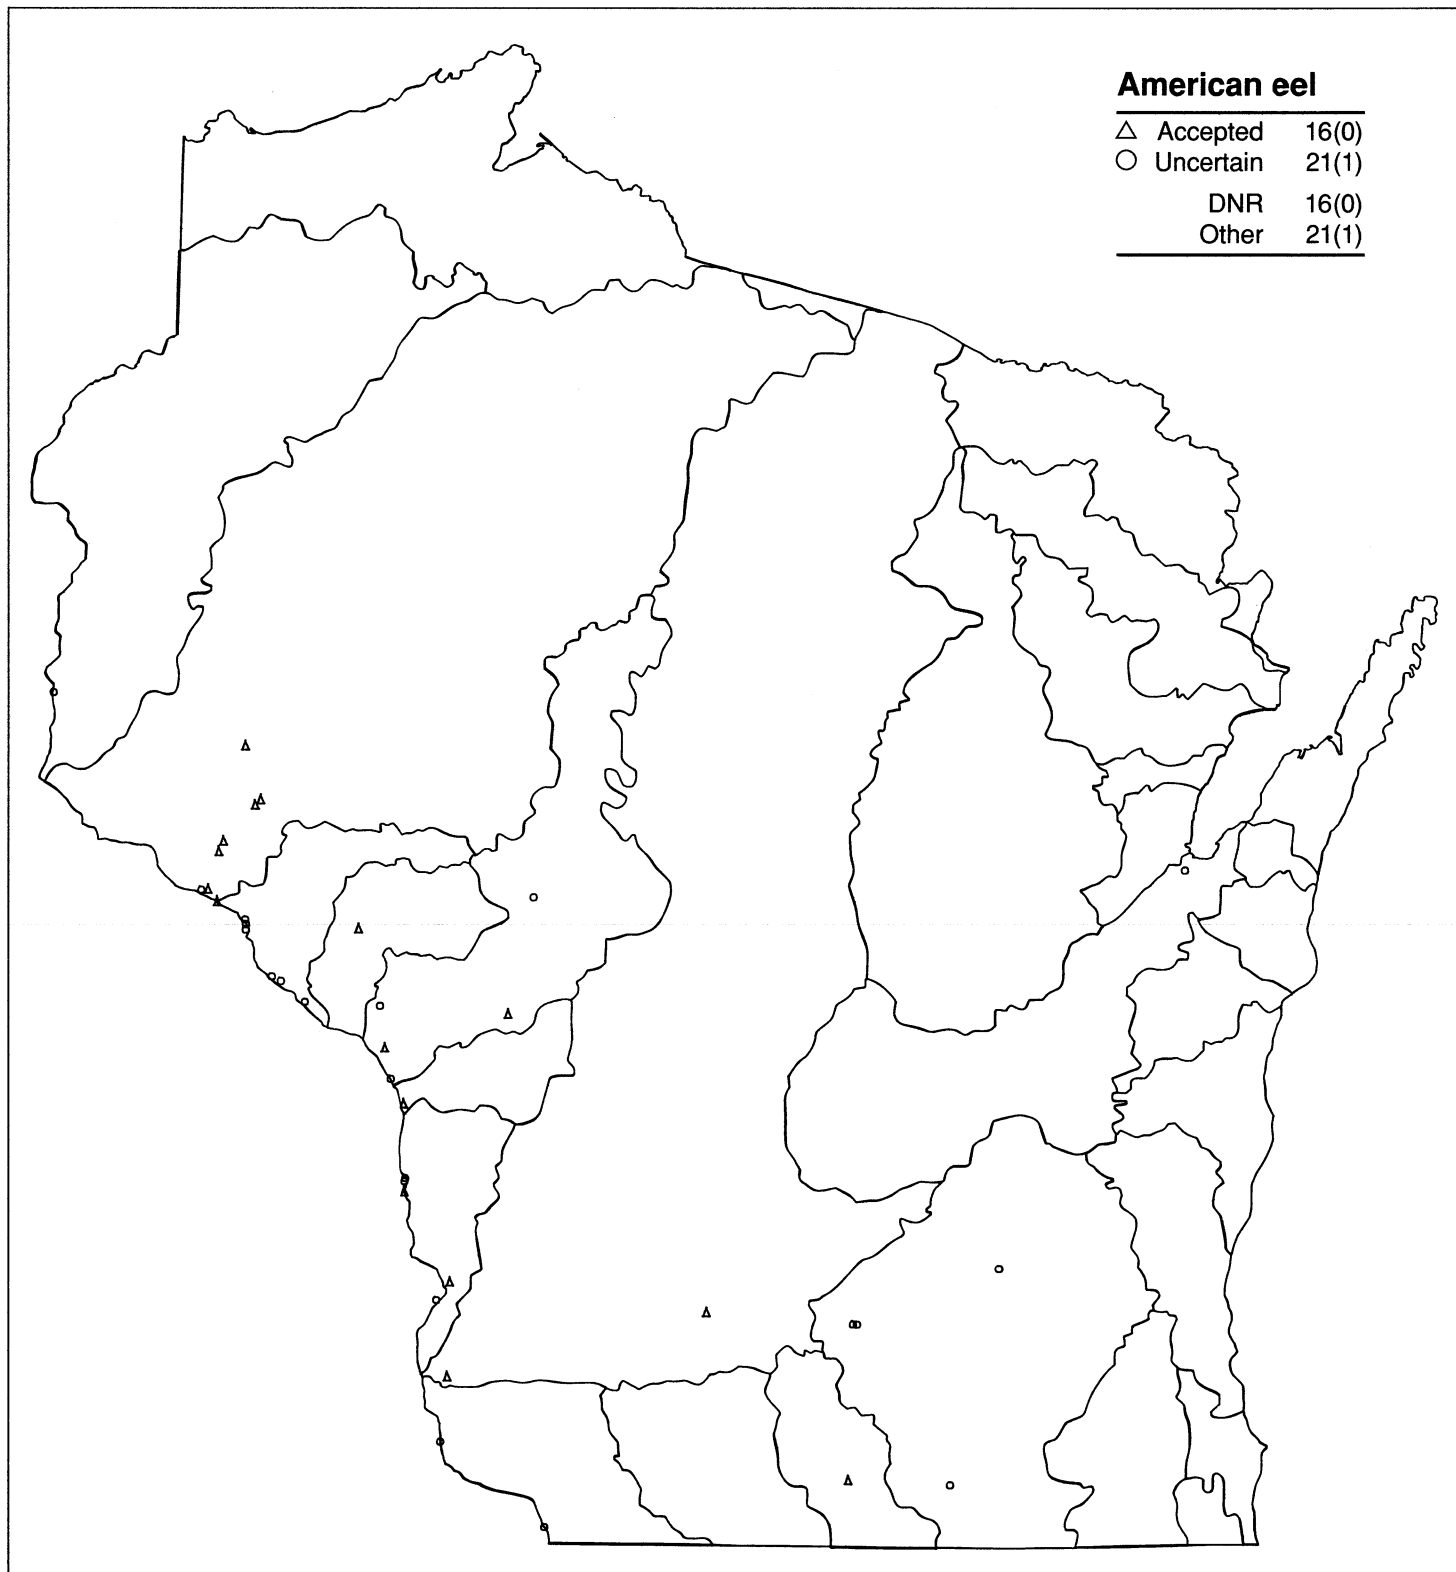 American eel
△ Accepted 16(0)
○ Uncertain 21(1)
DNR 16(0)
Other 21(1)